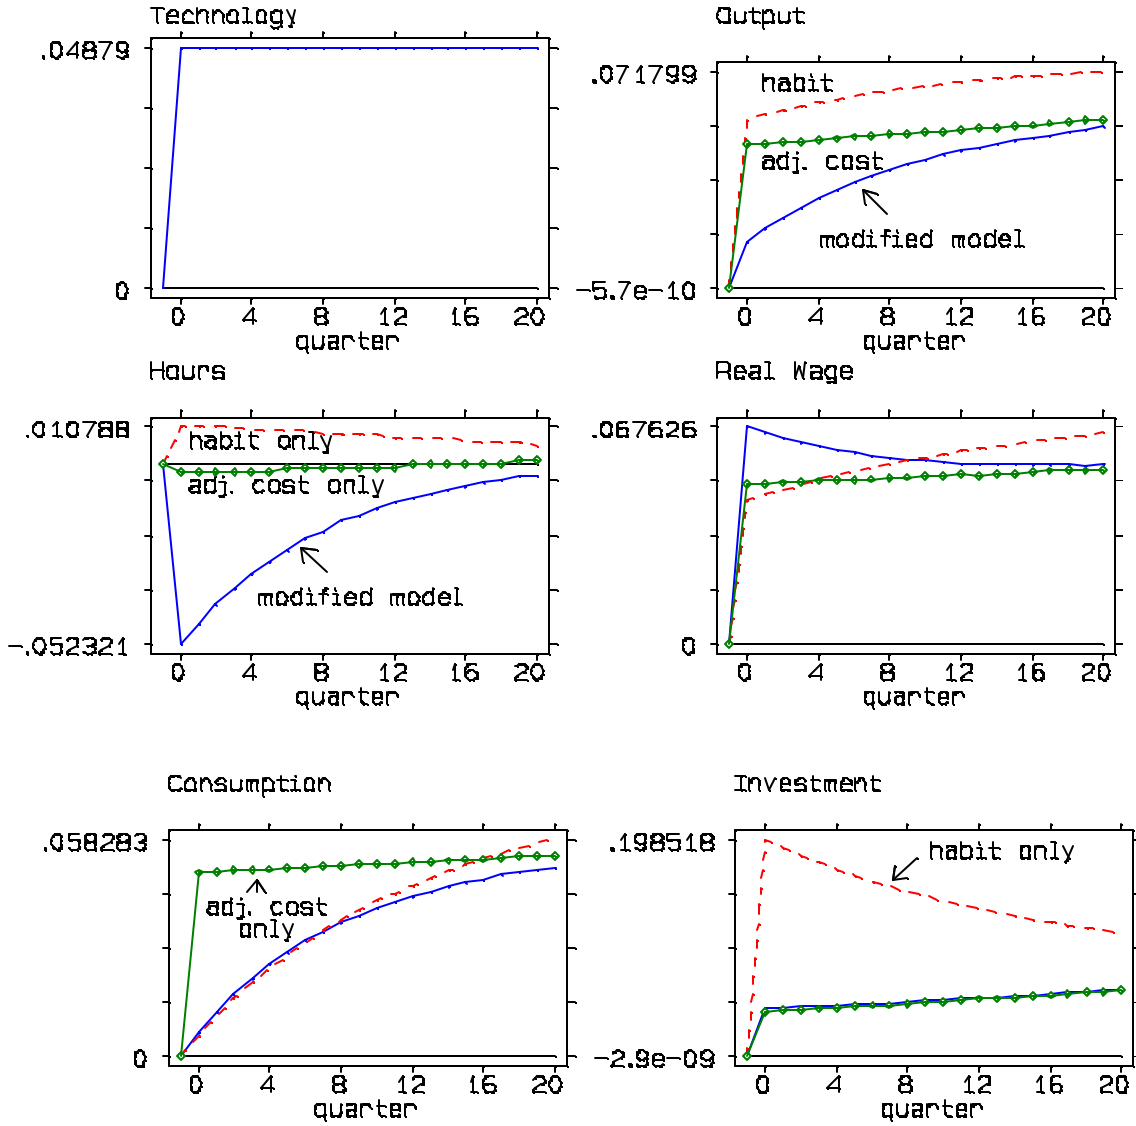 Technology
.04879
0
0 4 8 12 16 20
quarter
Output
.071799
-5.7e-10
habit
adj. cost
modified model
0 4 8 12 16 20
quarter
Hours
-.052321
habit only
adj. cost only
modified model
0 4 8 12 16 20
quarter
Real Wage
.067626
0
0 4 8 12 16 20
quarter
Consumption
0
adj. cost
only
0 4 8 12 16 20
quarter
Investment
.198518
-2.9e-09
habit only
0 4 8 12 16 20
quarter